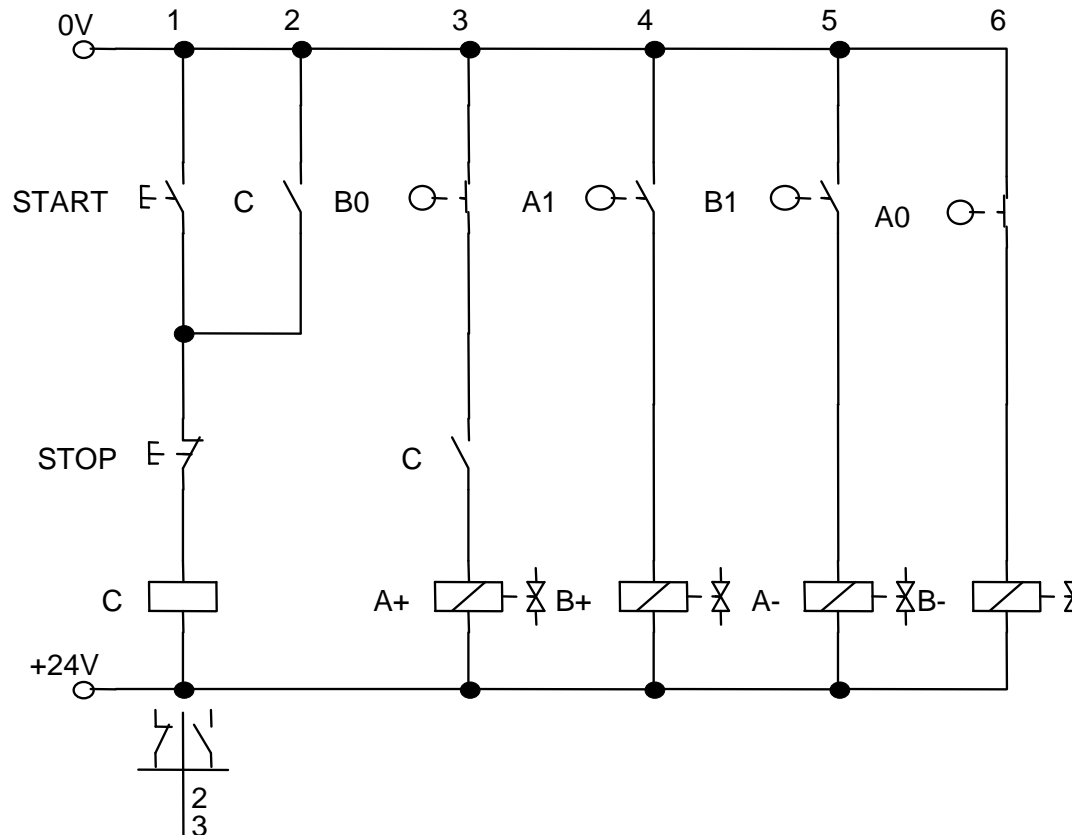 0V 1 2 3 4 5 6
START C B0 A1 B1 A0
STOP C
C A+ B+ A- B-
+24V
2
3